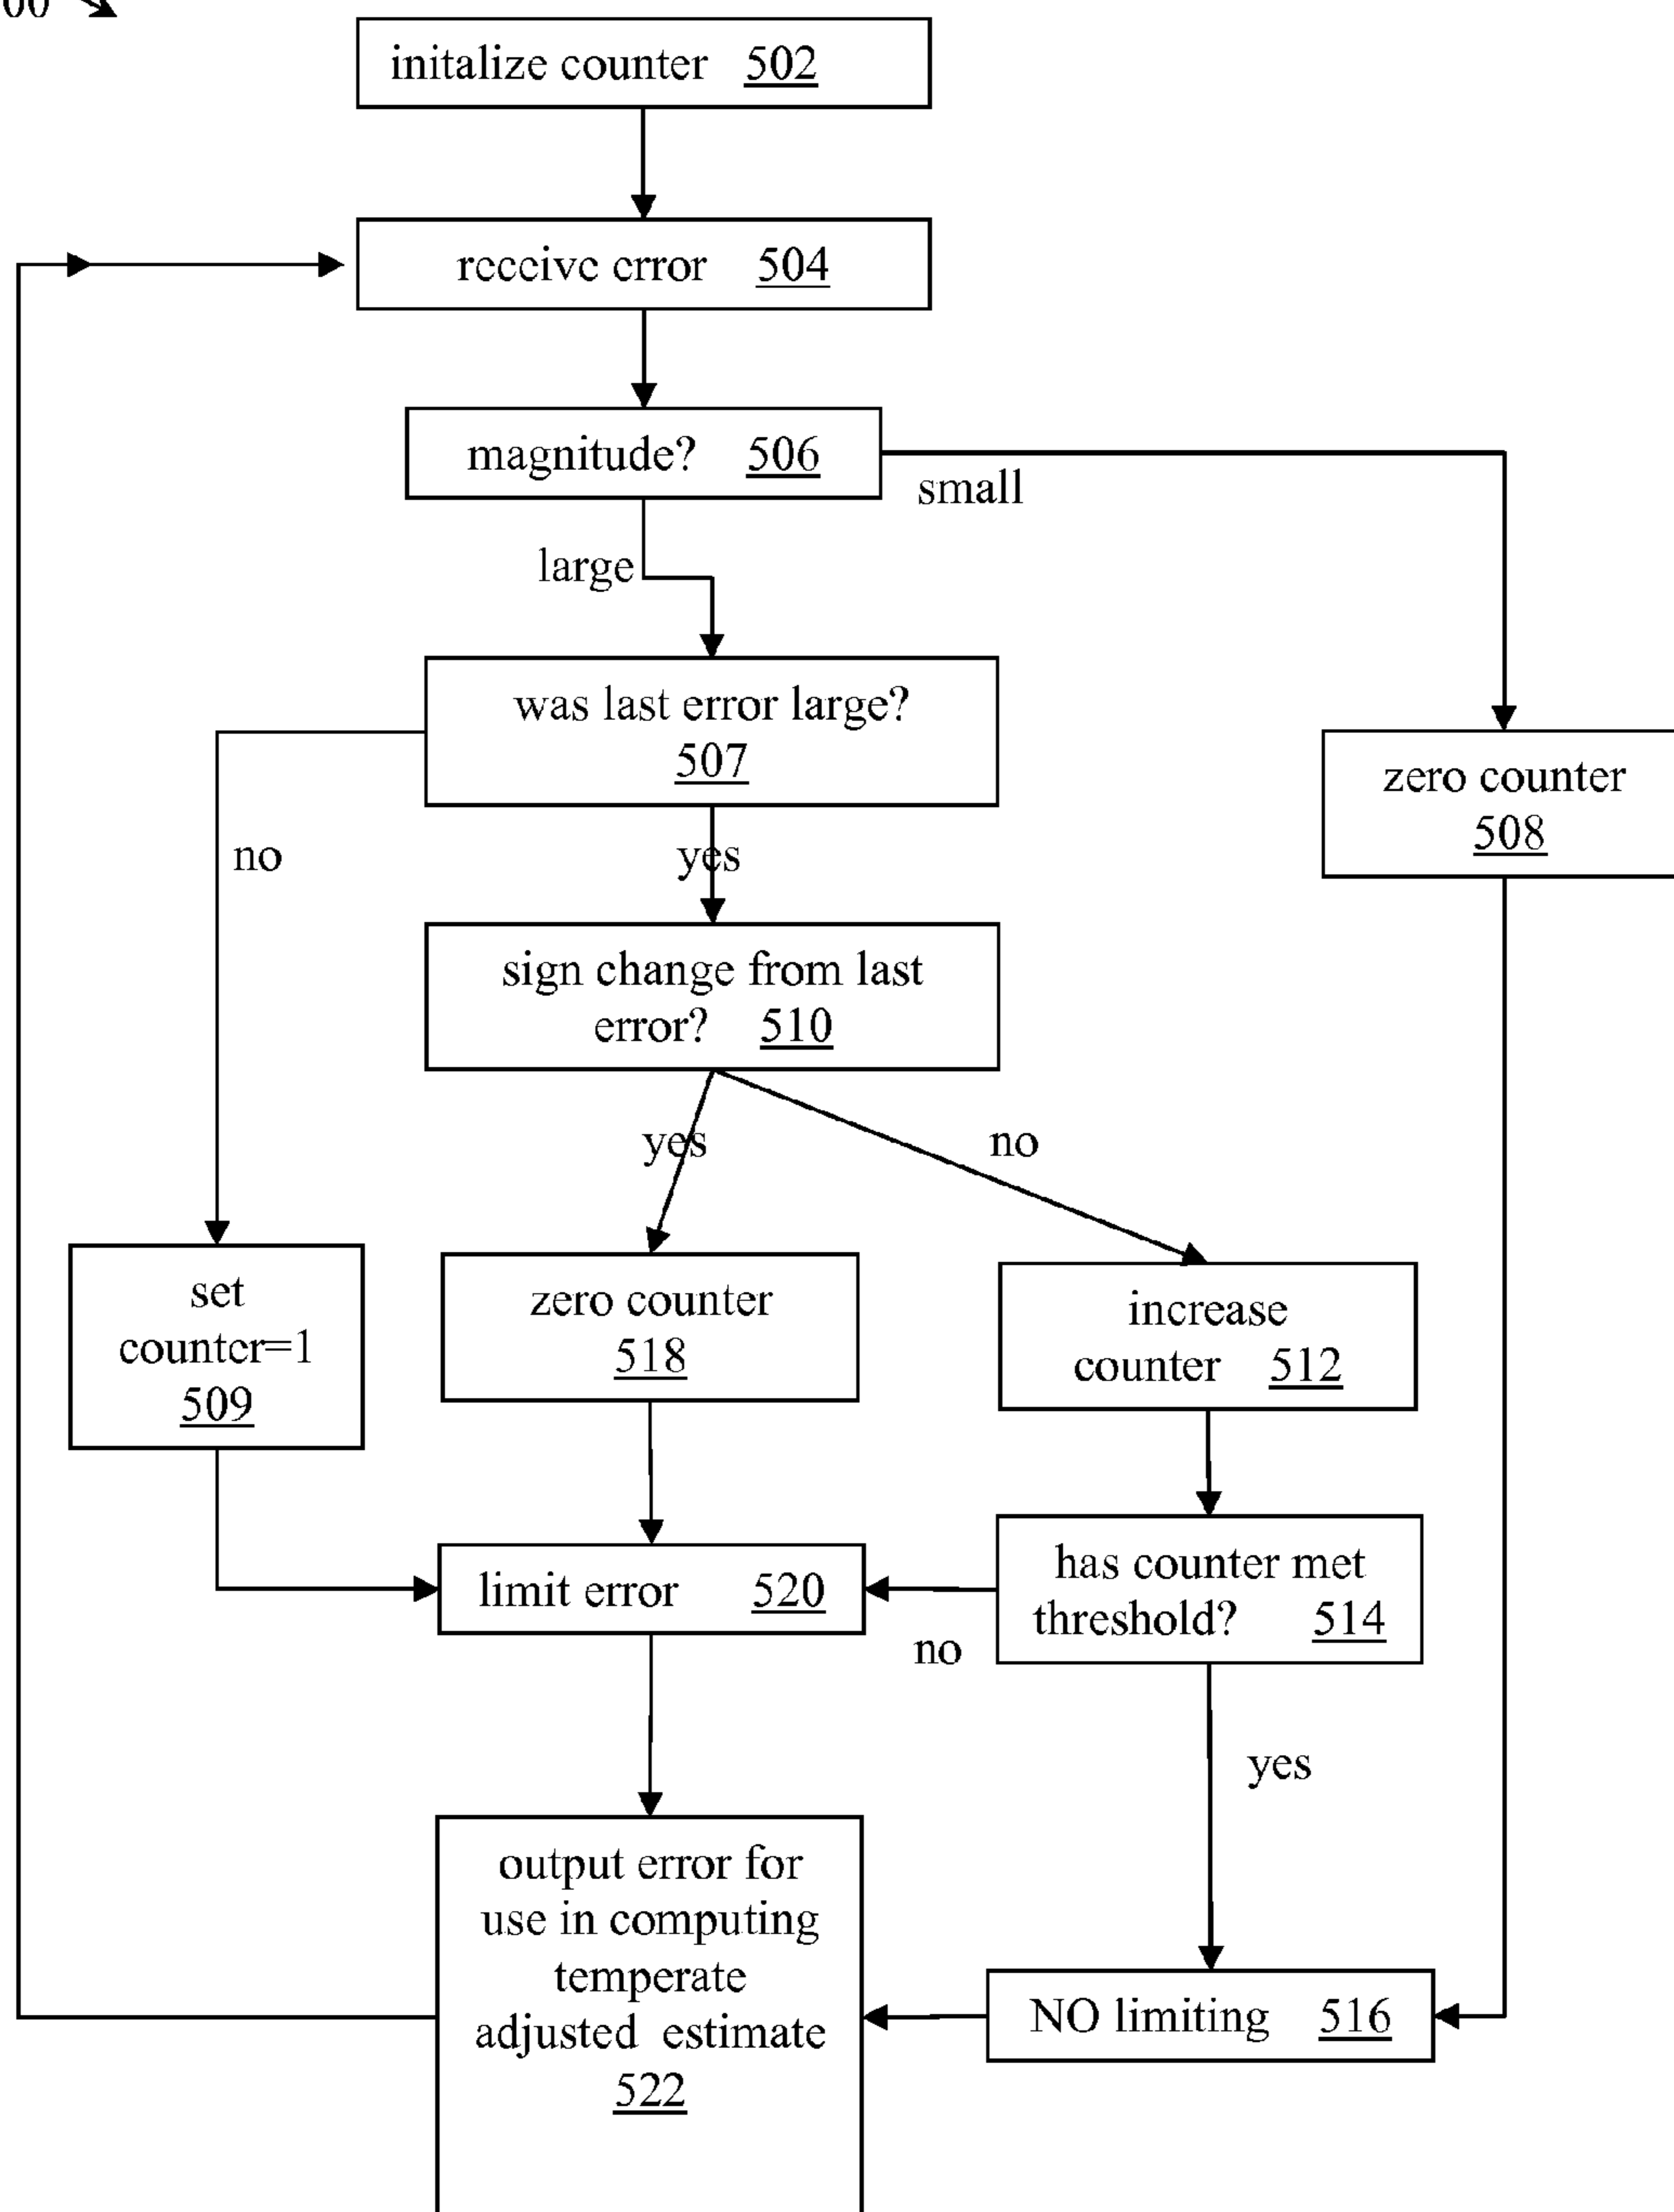 00
initalize counter 502
receive error 504
magnitude? 506
small
large
was last error large?
507
zero counter
508
no
yes
sign change from last
error? 510
yes
no
set
counter=1
509
zero counter
518
increase
counter 512
limit error 520
has counter met
threshold? 514
no
yes
output error for
use in computing
temperate
adjusted estimate
522
NO limiting 516